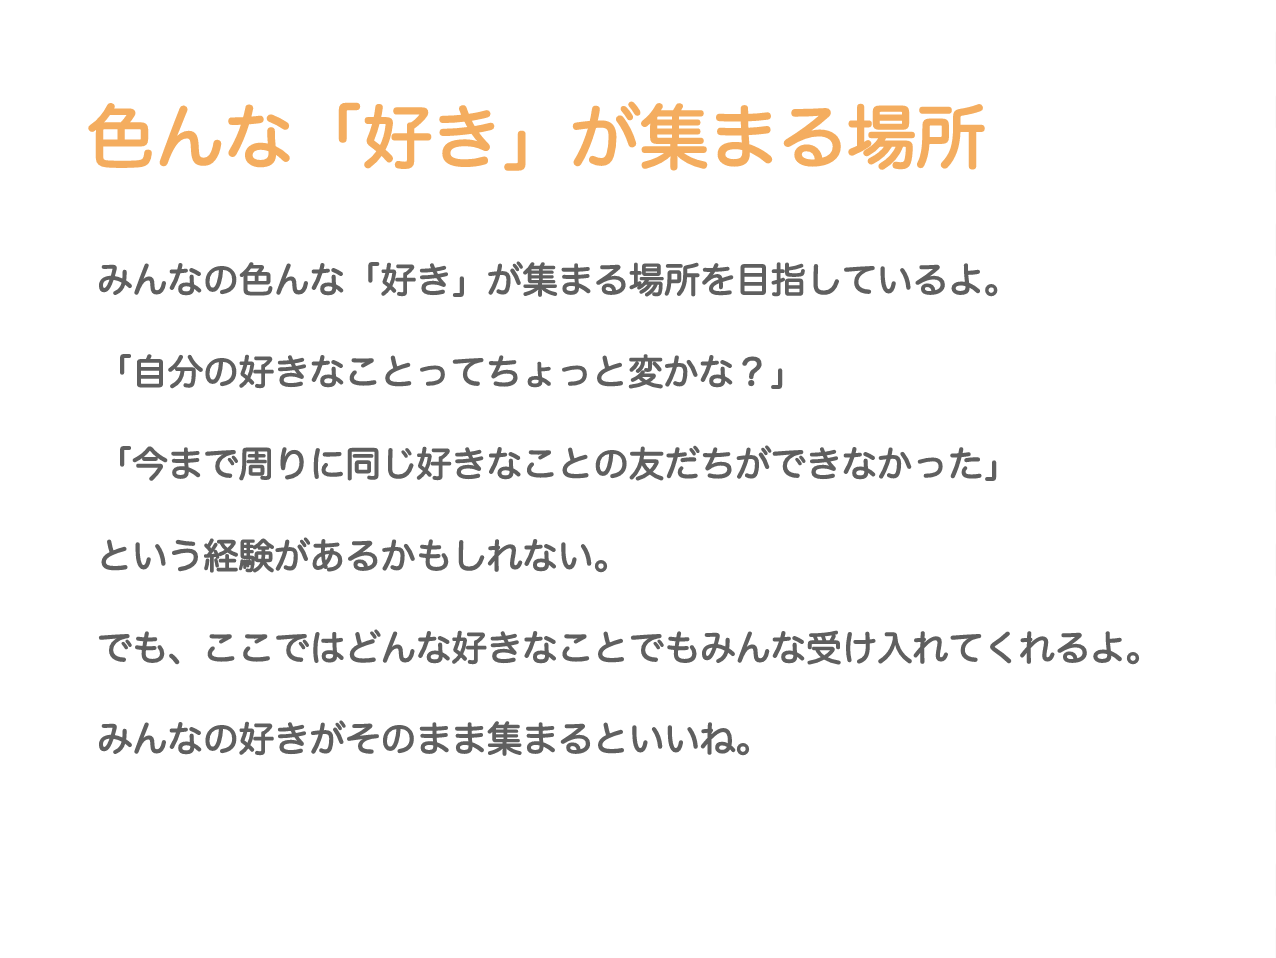 色んな「好き」が集まる場所
みんなの色んな「好き」が集まる場所を目指しているよ。
「自分の好きなことってちょっと変かな？」
「今まで周りに同じ好きなことの友だちができなかった」
という経験があるかもしれない。
でも、ここではどんな好きなことでもみんな受け入れてくれるよ。
みんなの好きがそのまま集まるといいね。